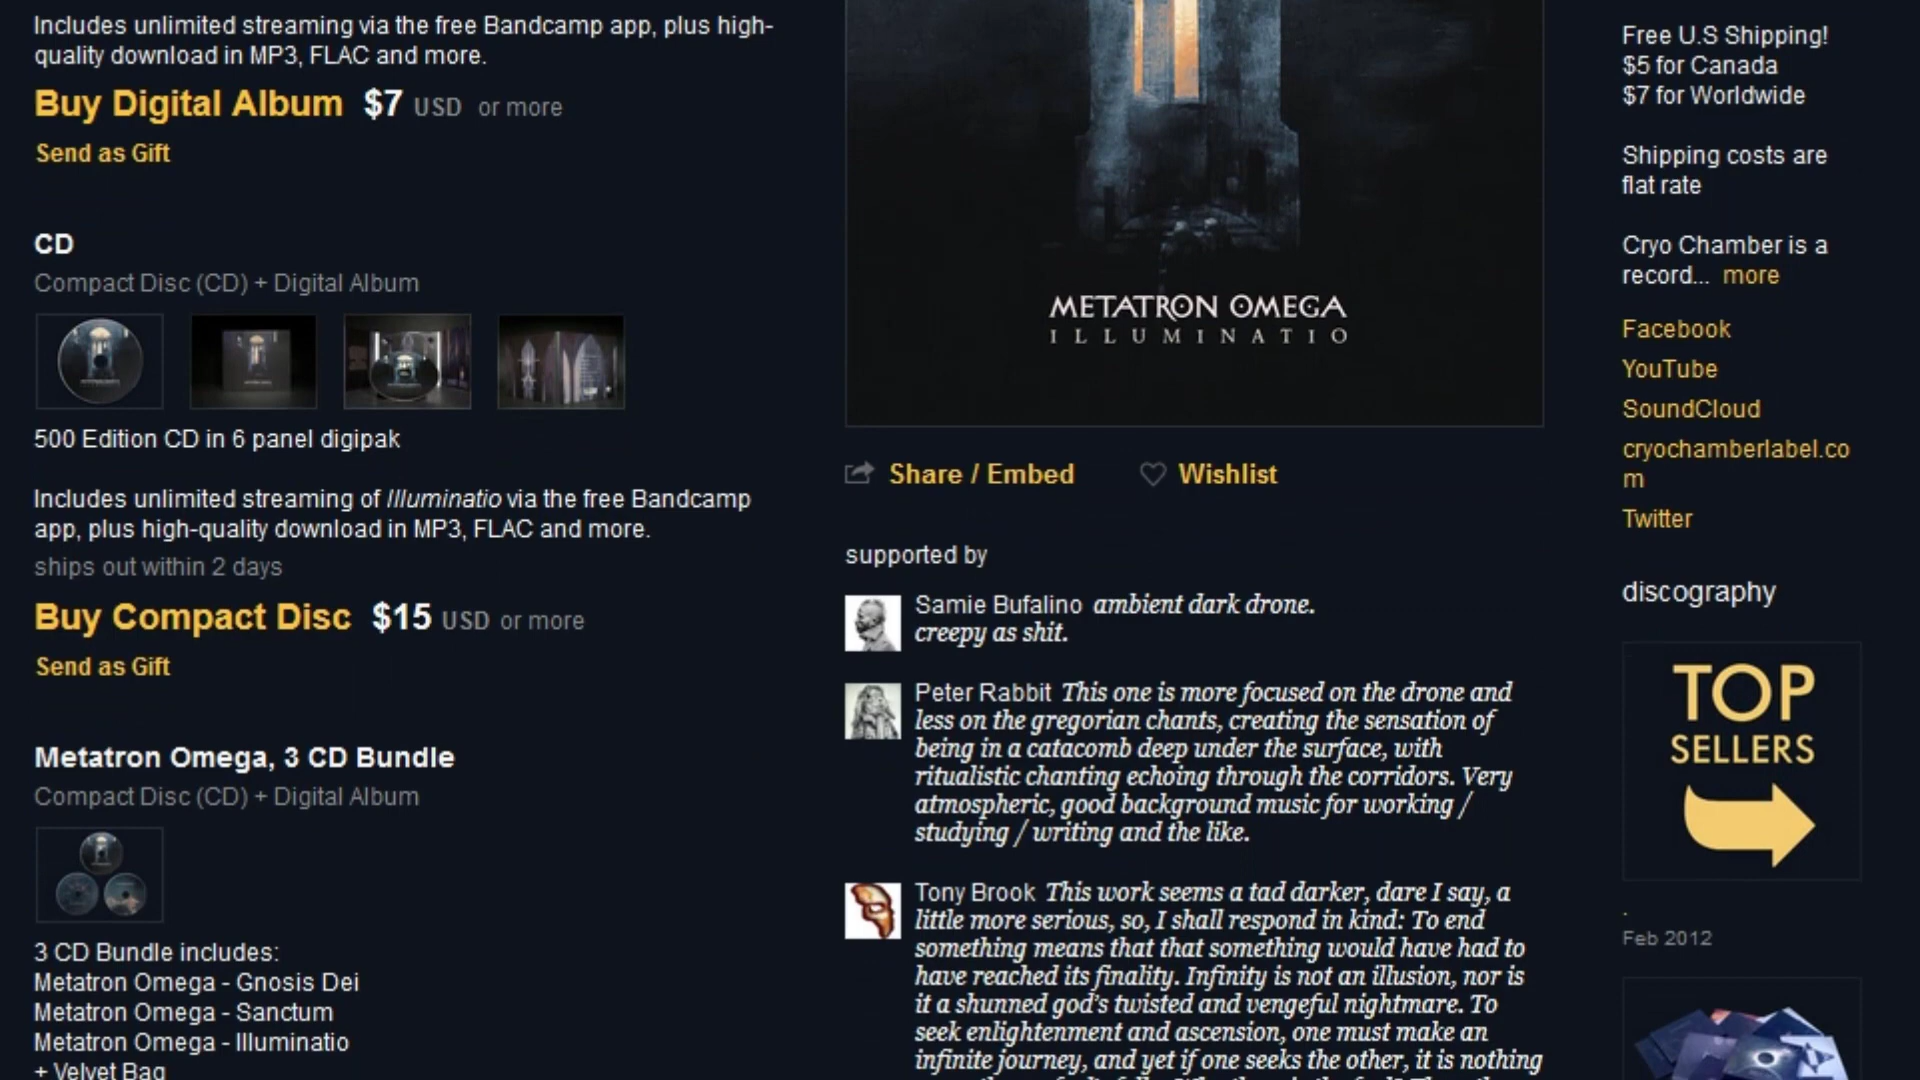 Includes unlimited streaming via the free Bandcamp app, plus high-
quality download in MP3, FLAC and more.
Buy Digital Album $7 USD or more
Send as Gift
CD
Compact Disc (CD) + Digital Album
500 Edition CD in 6 panel digipak
Includes unlimited streaming of Illuminatio via the free Bandcamp
app, plus high-quality download in MP3, FLAC and more.
ships out within 2 days
Buy Compact Disc $15 USD or more
Send as Gift
Metatron Omega, 3 CD Bundle
Compact Disc (CD) + Digital Album
3 CD Bundle includes:
Metatron Omega - Gnosis Dei
Metatron Omega - Sanctum
Metatron Omega - Illuminatio
+ Velvet Bag
METATRON OMEGA
ILLUMINATIO
Share / Embed Wishlist
supported by
Samie Bufalino ambient dark drone.
creepy as shit.
Peter Rabbit This one is more focused on the drone and
less on the gregorian chants, creating the sensation of
being in a catacomb deep under the surface, with
ritualistic chanting echoing through the corridors. Very
atmospheric, good background music for working /
studying / writing and the like.
Tony Brook This work seems a tad darker, dare I say, a
little more serious, so, I shall respond in kind: To end
something means that that something would have had to
have reached its finality. Infinity is not an illusion, nor is
it a shunned god's twisted and vengeful nightmare. To
seek enlightenment and ascension, one must make an
infinite journey, and yet if one seeks the other, it is nothing
Free U.S Shipping!
$5 for Canada
$7 for Worldwide
Shipping costs are
flat rate
Cryo Chamber is a
record... more
Facebook
YouTube
SoundCloud
cryochamberlabel.co
m
Twitter
discography
TOP
SELLERS
.
Feb 2012